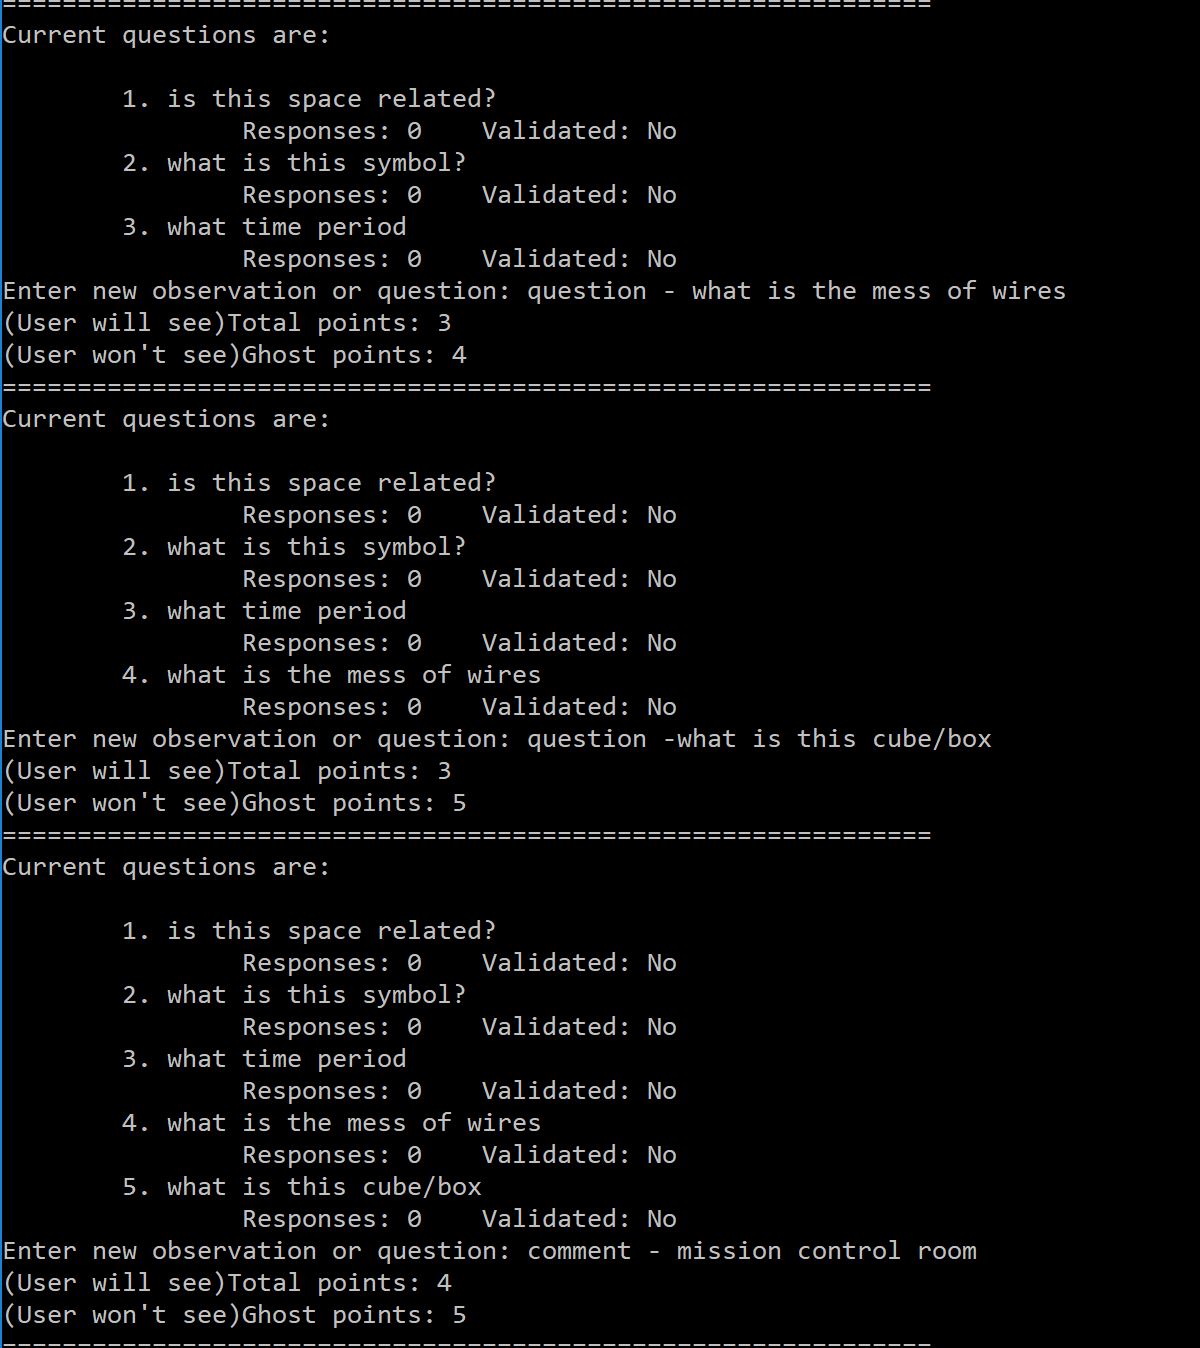 ==============================================================
Current questions are:
1. is this space related?
Responses: 0    Validated: No
2. what is this symbol?
Responses: 0    Validated: No
3. what time period
Responses: 0    Validated: No
Enter new observation or question: question - what is the mess of wires
(User will see)Total points: 3
(User won't see)Ghost points: 4
==============================================================
Current questions are:
1. is this space related?
Responses: 0    Validated: No
2. what is this symbol?
Responses: 0    Validated: No
3. what time period
Responses: 0    Validated: No
4. what is the mess of wires
Responses: 0    Validated: No
Enter new observation or question: question -what is this cube/box
(User will see)Total points: 3
(User won't see)Ghost points: 5
==============================================================
Current questions are:
1. is this space related?
Responses: 0    Validated: No
2. what is this symbol?
Responses: 0    Validated: No
3. what time period
Responses: 0    Validated: No
4. what is the mess of wires
Responses: 0    Validated: No
5. what is this cube/box
Responses: 0    Validated: No
Enter new observation or question: comment - mission control room
(User will see)Total points: 4
(User won't see)Ghost points: 5
==============================================================